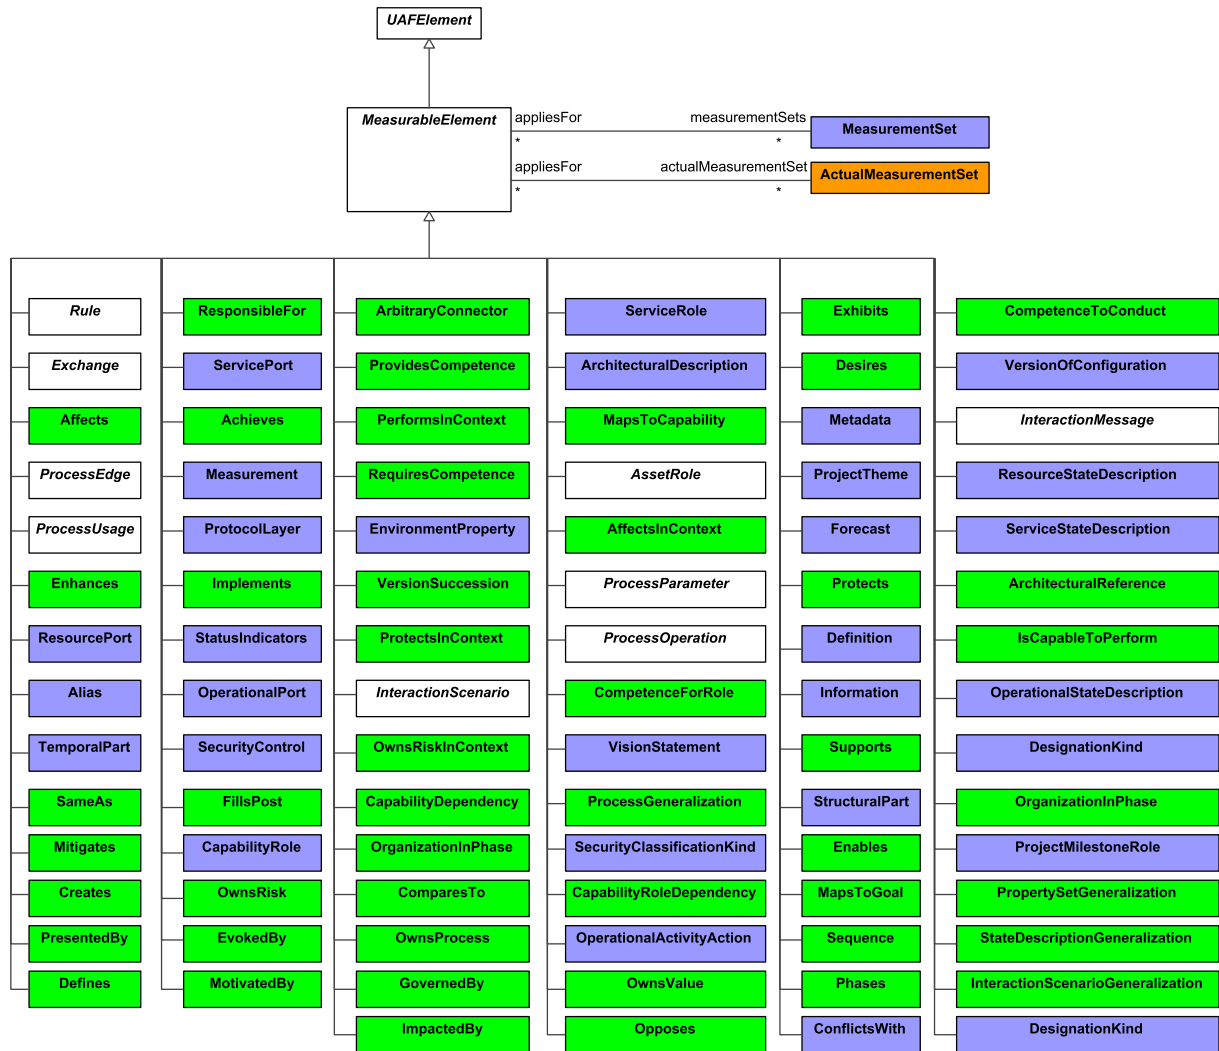 UAFElement
MeasurableElement
appliesFor
measurementSets
*
*
MeasurementSet
appliesFor
actualMeasurementSet
*
*
ActualMeasurementSet
Rule
ResponsibleFor
ArbitraryConnector
ServiceRole
Exhibits
CompetenceToConduct
Exchange
ServicePort
ProvidesCompetence
ArchitecturalDescription
Desires
VersionOfConfiguration
Affects
Achieves
PerformsInContext
MapsToCapability
Metadata
InteractionMessage
ProcessEdge
Measurement
RequiresCompetence
AssetRole
ProjectTheme
ResourceStateDescription
ProcessUsage
ProtocolLayer
EnvironmentProperty
AffectsInContext
Forecast
ServiceStateDescription
Enhances
Implements
VersionSuccession
ProcessParameter
Protects
ArchitecturalReference
ResourcePort
StatusIndicators
ProtectsInContext
ProcessOperation
Definition
IsCapableToPerform
Alias
OperationalPort
InteractionScenario
CompetenceForRole
Information
OperationalStateDescription
TemporalPart
SecurityControl
OwnsRiskInContext
VisionStatement
Supports
DesignationKind
SameAs
FillsPost
CapabilityDependency
ProcessGeneralization
StructuralPart
OrganizationInPhase
Mitigates
CapabilityRole
OrganizationInPhase
SecurityClassificationKind
Enables
ProjectMilestoneRole
Creates
OwnsRisk
ComparesTo
CapabilityRoleDependency
MapsToGoal
PropertySetGeneralization
PresentedBy
EvokedBy
OwnsProcess
OperationalActivityAction
Sequence
StateDescriptionGeneralization
Defines
MotivatedBy
GovernedBy
OwnsValue
Phases
InteractionScenarioGeneralization
ImpactedBy
Opposes
ConflictsWith
DesignationKind